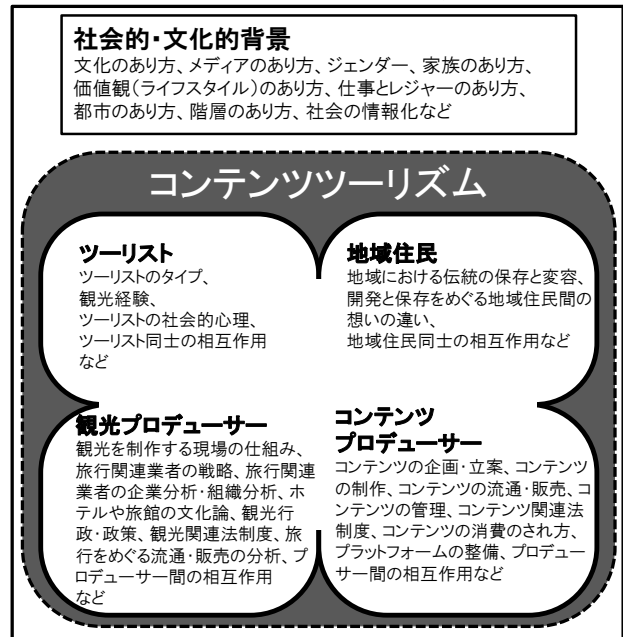 社会的・文化的背景
文化のあり方、メディアのあり方、ジェンダー、家族のあり方、
価値観（ライフスタイル）のあり方、仕事とレジャーのあり方、
都市のあり方、階層のあり方、社会の情報化など
コンテンツツーリズム
ツーリスト
ツーリストのタイプ、
観光経験、
ツーリストの社会的心理、
ツーリスト同士の相互作用
など
地域住民
地域における伝統の保存と変容、
開発と保存をめぐる地域住民間の
想いの違い、
地域住民同士の相互作用など
観光プロデューサー
観光を制作する現場の仕組み、
旅行関連業者の戦略、旅行関連
業者の企業分析・組織分析、ホ
テルや旅館の文化論、観光行
政・政策、観光関連法制度、旅
行をめぐる流通・販売の分析、プ
ロデューサー間の相互作用
など
コンテンツ
プロデューサー
コンテンツの企画・立案、コンテンツ
の制作、コンテンツの流通・販売、コ
ンテンツの管理、コンテンツ関連法
制度、コンテンツの消費のされ方、
プラットフォームの整備、プロデュー
サー間の相互作用など